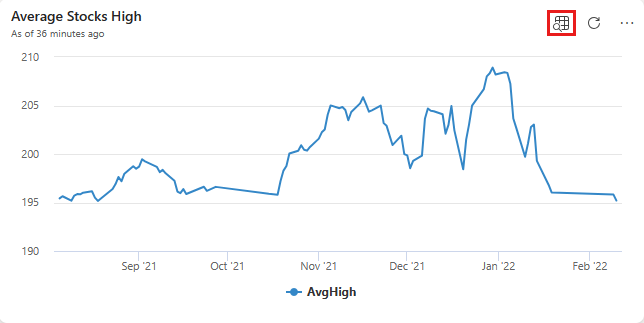 Average Stocks High
As of 36 minutes ago
210
205
200
195
190
Sep '21
Oct '21
Nov '21
Dec '21
Jan '22
Feb '22
AvgHigh